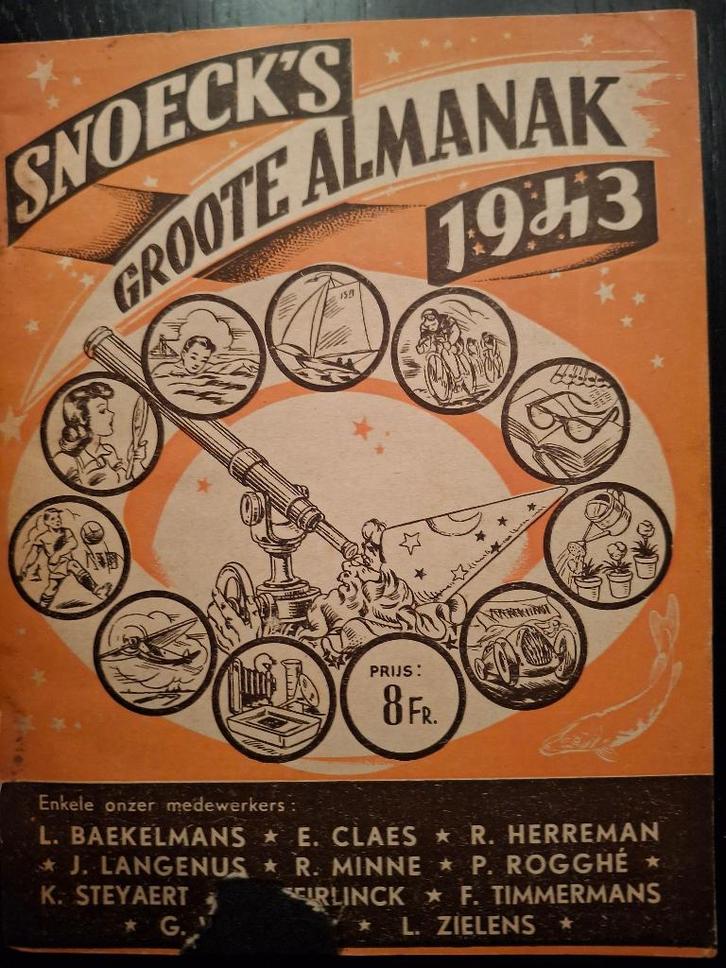 SNOECK'S
GROOTE ALMANAK
1943
PRIJS:
8 FR.
Enkele onzer medewerkers:
L. BAEKELMANS ★ E. CLAES ★ R. HERREMAN
★ J. LANGENUS ★ R. MINNE ★ P. ROGGHÉ ★
K. STEYAERT EIRLINCK ★ F. TIMMERMANS
★ G. ★ L. ZIELENS ★